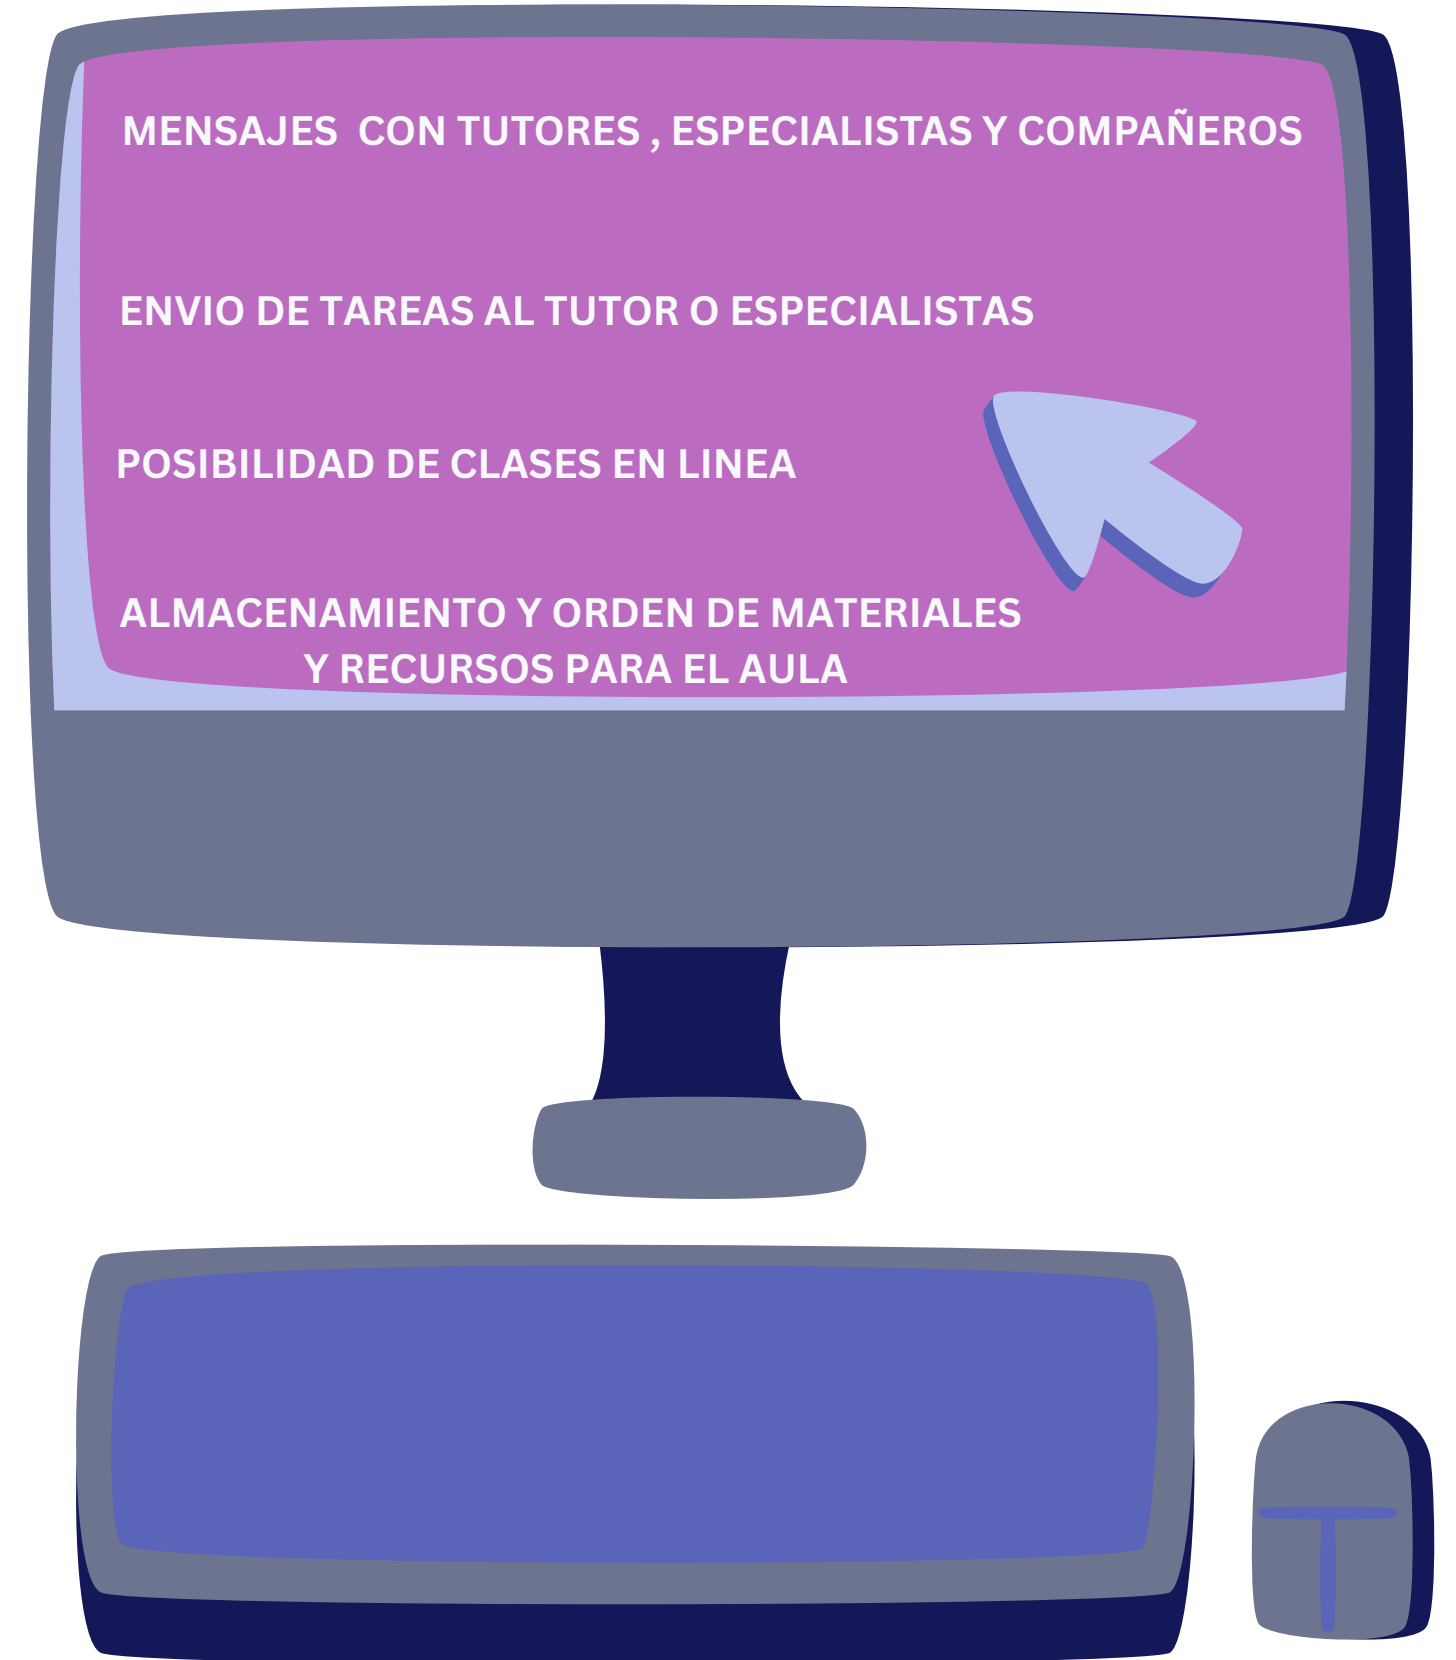 MENSAJES  CON TUTORES , ESPECIALISTAS Y COMPAÑEROS
ENVIO DE TAREAS AL TUTOR O ESPECIALISTAS
POSIBILIDAD DE CLASES EN LINEA
ALMACENAMIENTO Y ORDEN DE MATERIALES
Y RECURSOS PARA EL AULA